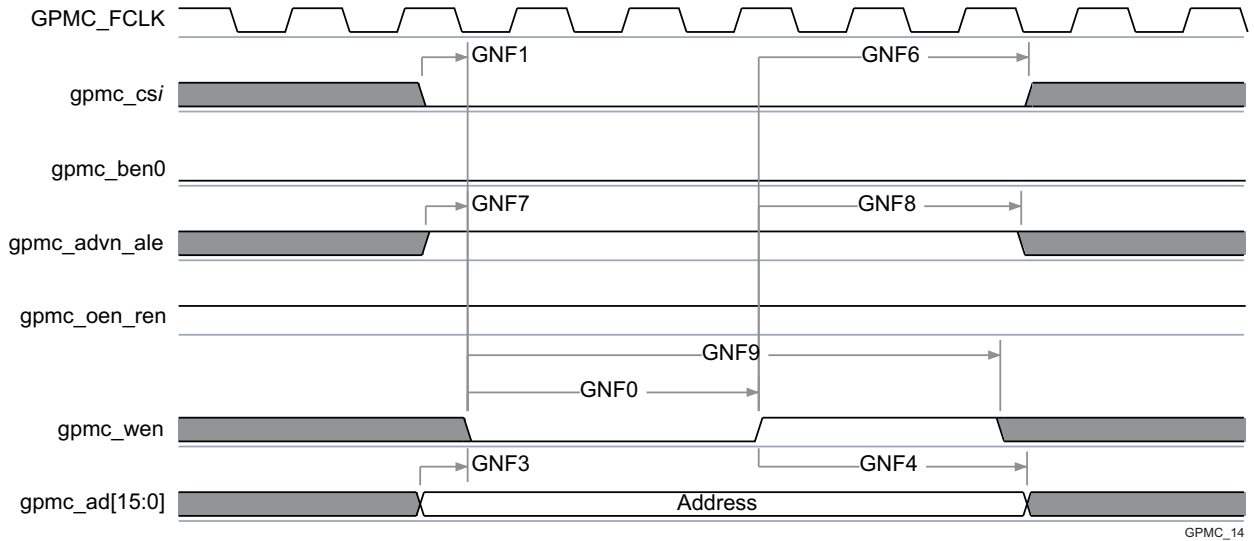 GPMC_FCLK
GNF1
GNF6
gpmc_csi
gpmc_ben0
GNF7
GNF8
gpmc_advn_ale
gpmc_oen_ren
GNF9
GNF0
gpmc_wen
GNF3
GNF4
gpmc_ad[15:0]
Address
GPMC_14